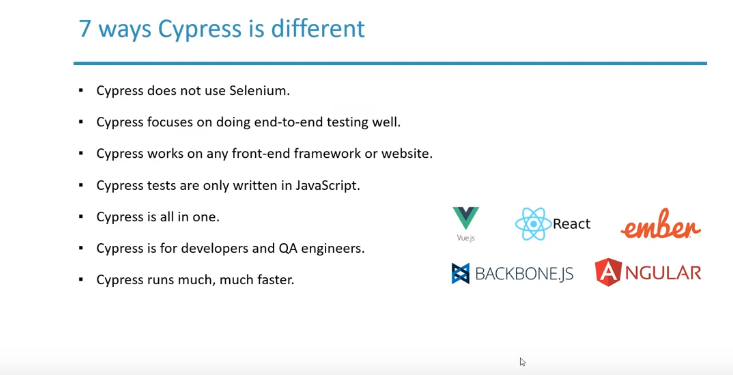 7 ways Cypress is different
▪ Cypress does not use Selenium.
▪ Cypress focuses on doing end-to-end testing well.
▪ Cypress works on any front-end framework or website.
▪ Cypress tests are only written in JavaScript.
▪ Cypress is all in one.
▪ Cypress is for developers and QA engineers.
▪ Cypress runs much, much faster.
Vue.js
React
ember
BACKBONE.JS
ANGULAR